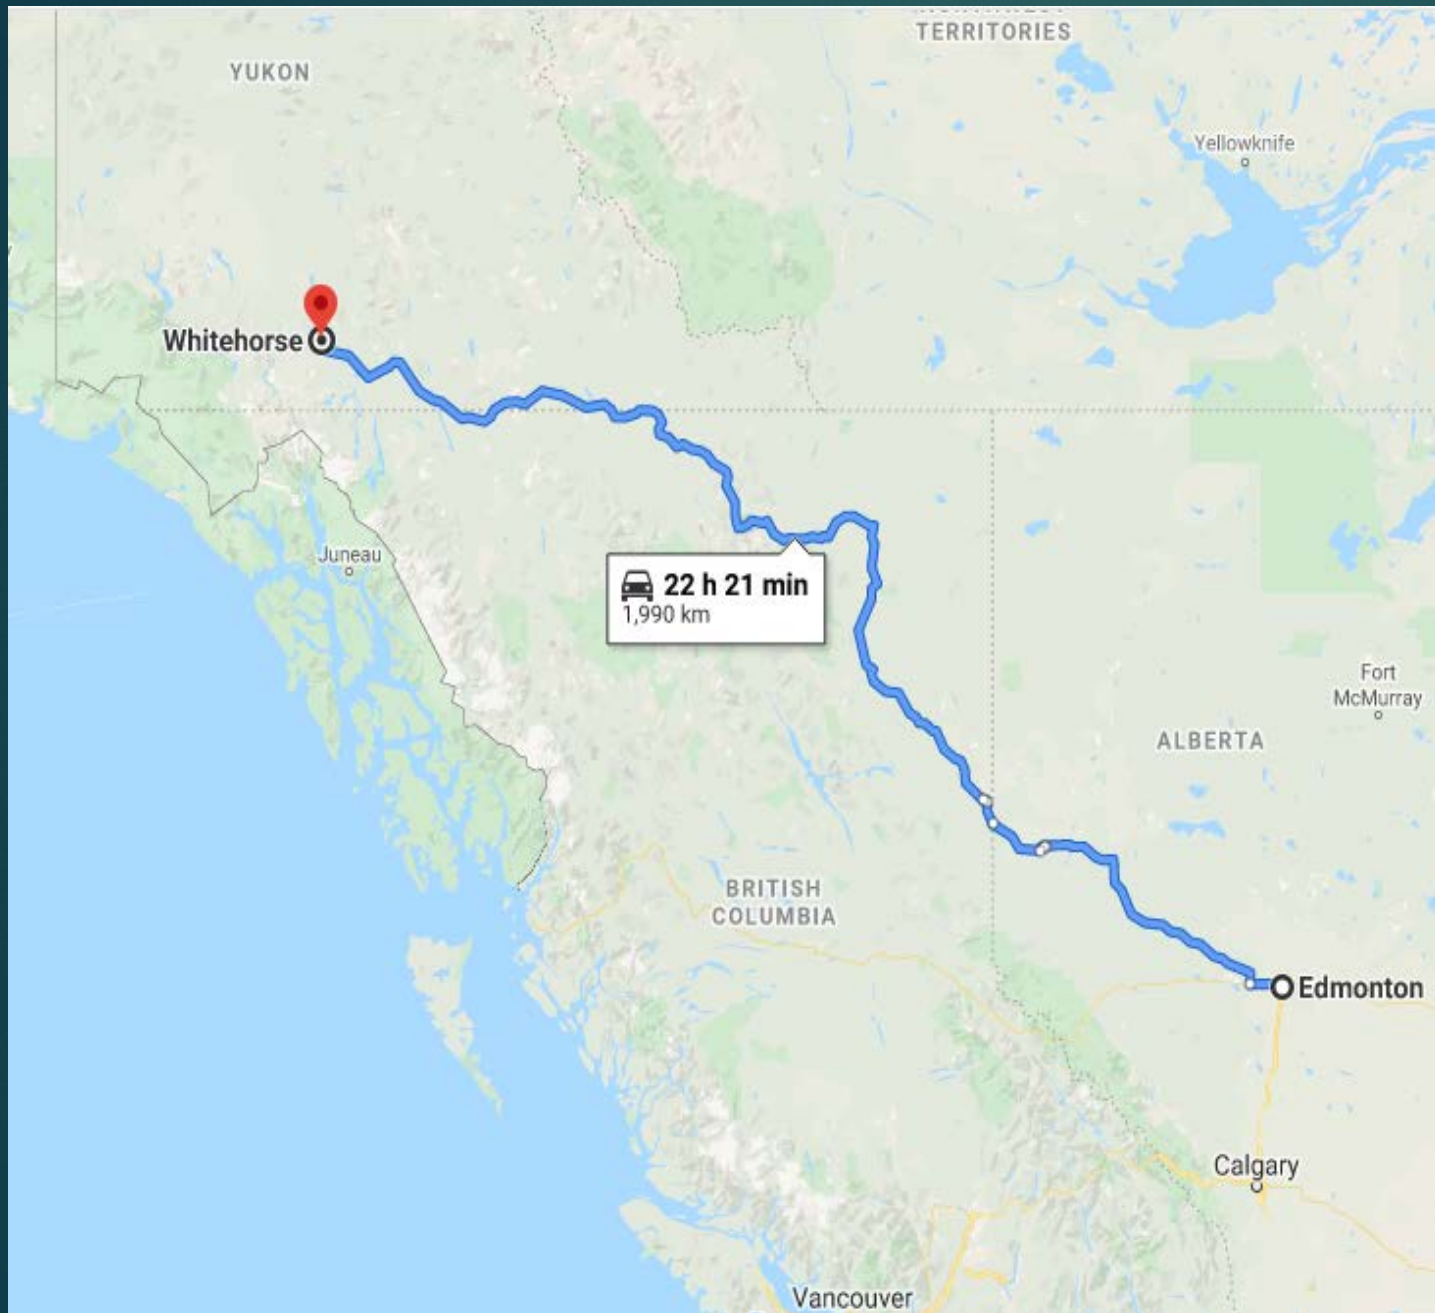 TERRITORIES
YUKON
Yellowknife
Whitehorse
Juneau
22 h 21 min
1,990 km
Fort
McMurray
ALBERTA
BRITISH
COLUMBIA
Edmonton
Calgary
Vancouver